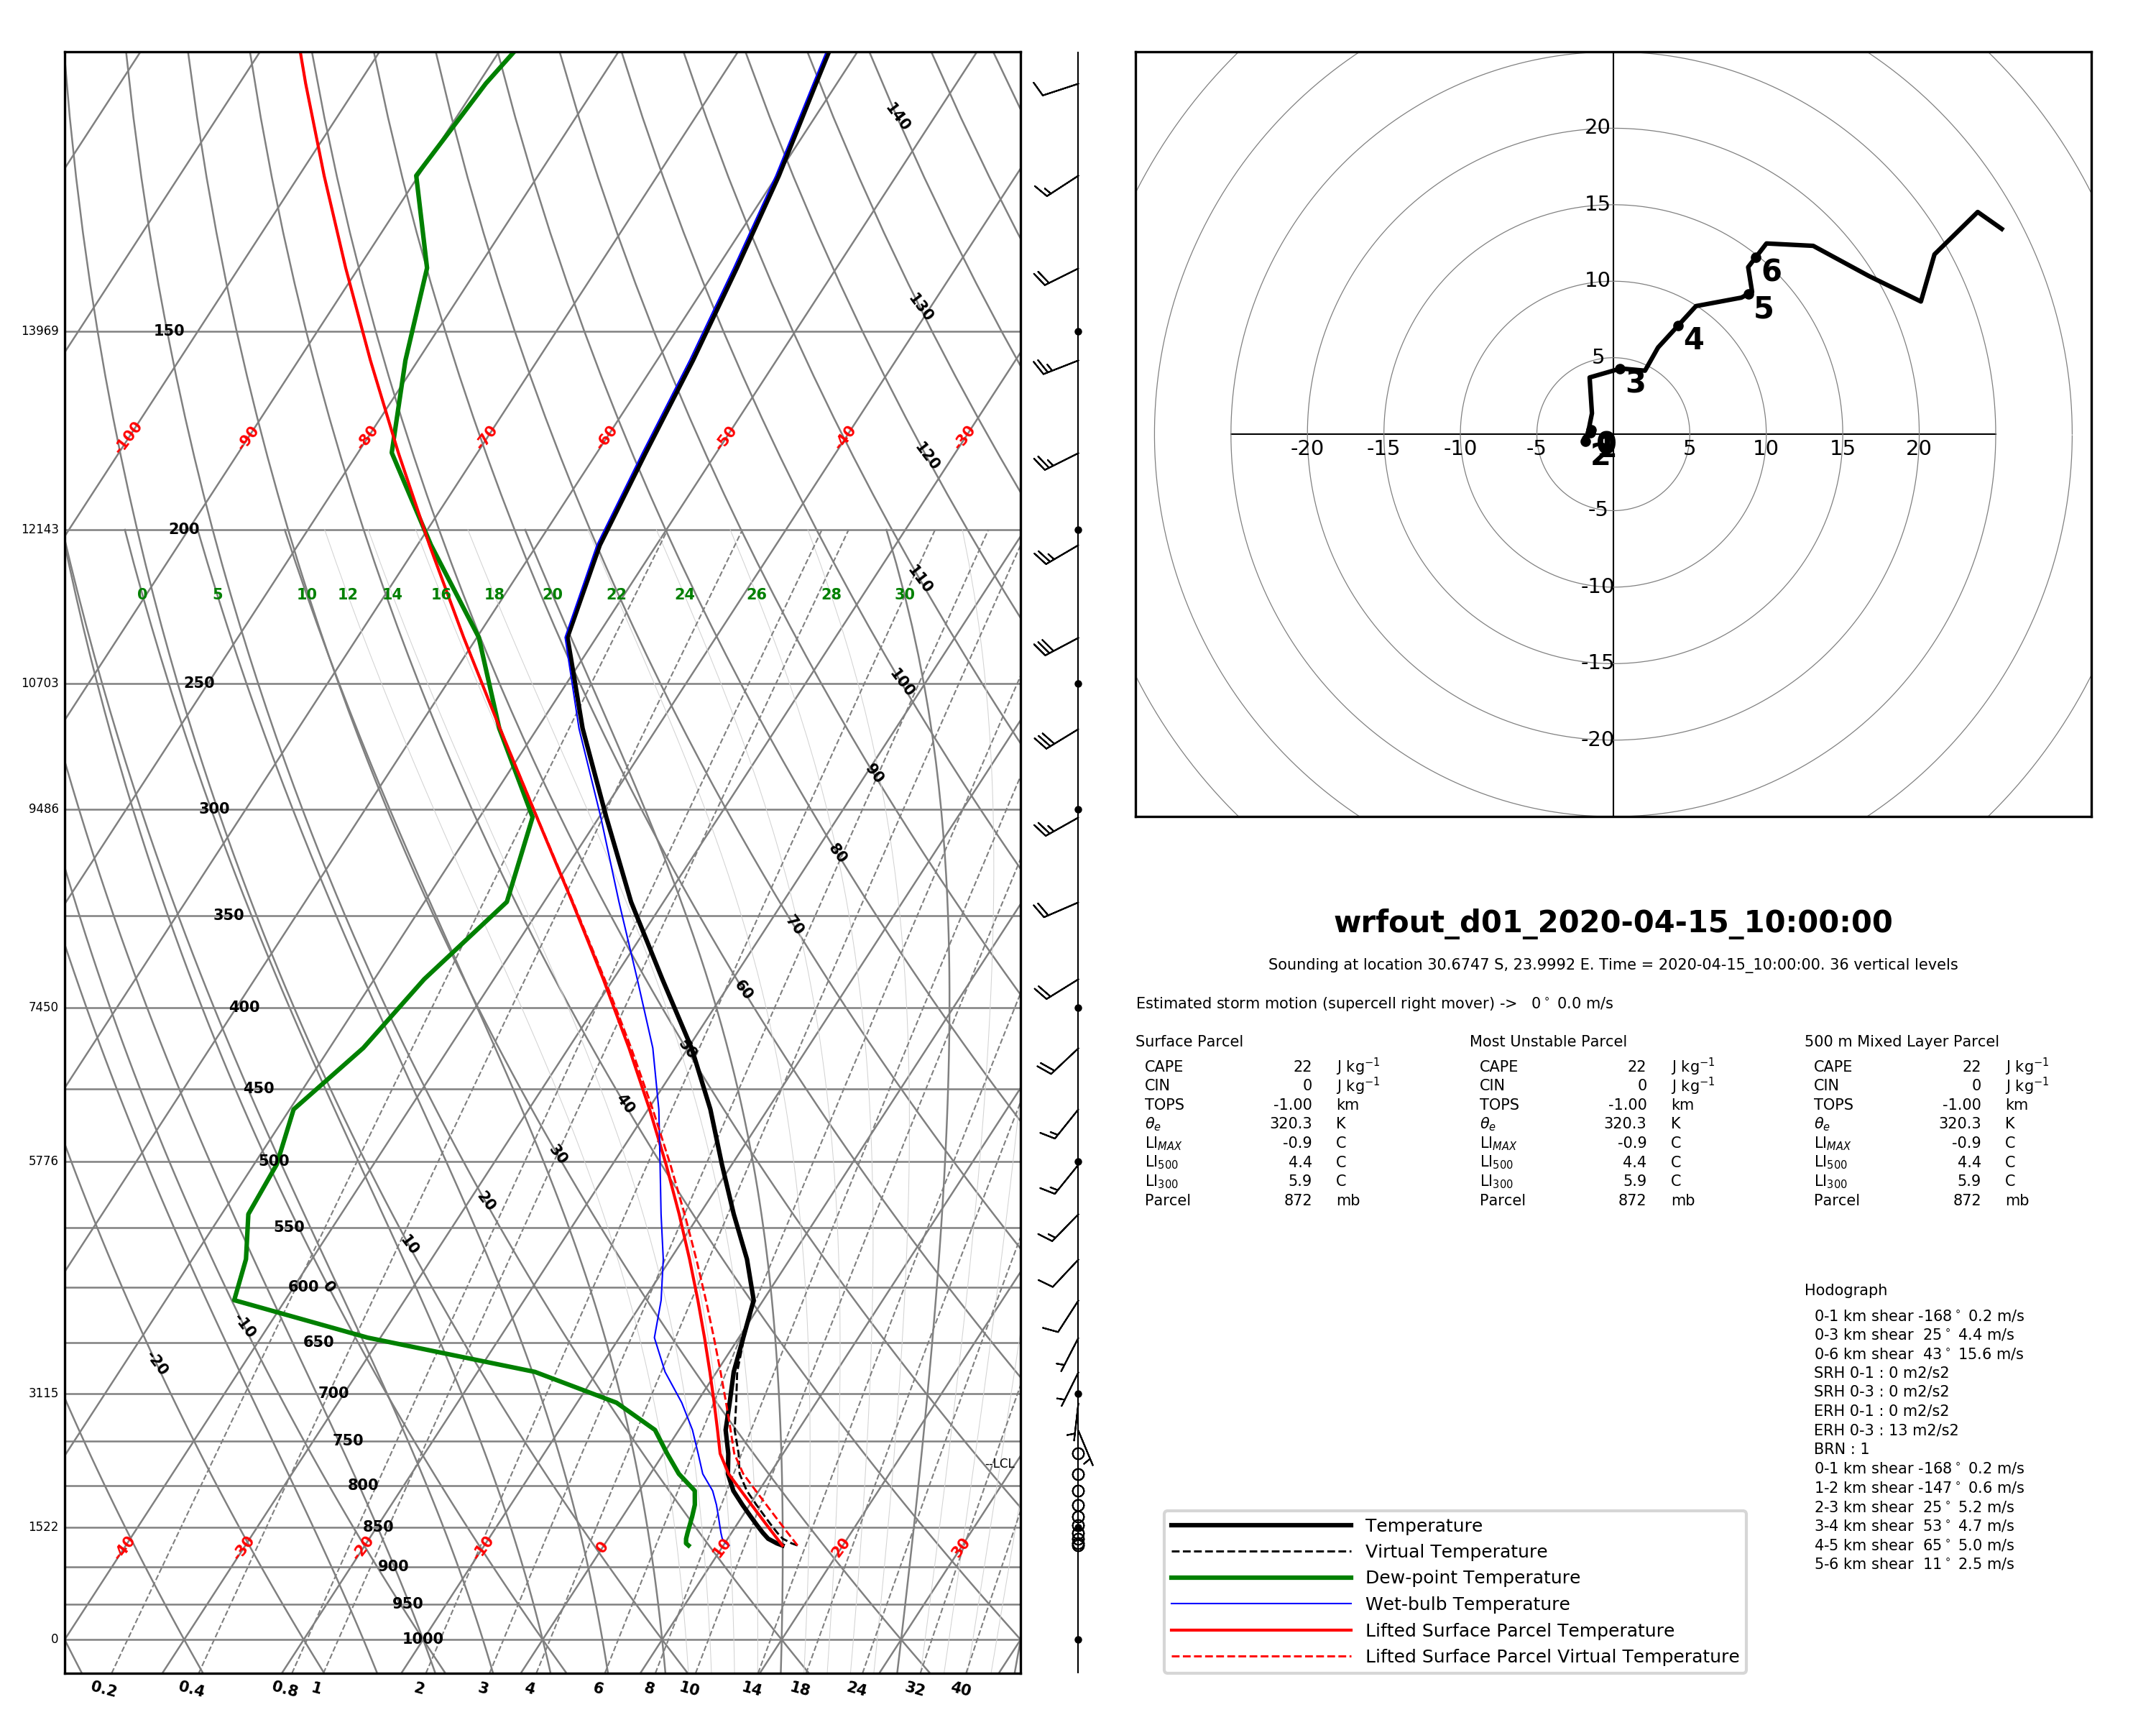 140
130
120
110
100
90
80
70
60
50
40
30
20
10
0
-10
-20
13969 150
-100 -90 -80 -70 -60 -50 -40 -30
12143 200
0 5 10 12 14 16 18 20 22 24 26 28 30
10703 250
9486 300
350
7450 400
450
5776 500
550
600
650
3115 700
750
--LCL
800
1522 850
-40 -30 -20 -10 0 10 20 30
900
950
0 1000
0.2 0.4 0.8 1 2 3 4 6 8 10 14 18 24 32 40
20
15
10
5
-5
-10
-15
-20
-20 -15 -10 -5 5 10 15 20
6
5
4
3
2
wrfout_d01_2020-04-15_10:00:00
Sounding at location 30.6747 S, 23.9992 E. Time = 2020-04-15_10:00:00. 36 vertical levels
Estimated storm motion (supercell right mover) -> 0° 0.0 m/s
Surface Parcel
CAPE 22 J kg⁻¹
CIN 0 J kg⁻¹
TOPS -1.00 km
θe 320.3 K
LIMAX -0.9 C
LI500 4.4 C
LI300 5.9 C
Parcel 872 mb
Most Unstable Parcel
CAPE 22 J kg⁻¹
CIN 0 J kg⁻¹
TOPS -1.00 km
θe 320.3 K
LIMAX -0.9 C
LI500 4.4 C
LI300 5.9 C
Parcel 872 mb
500 m Mixed Layer Parcel
CAPE 22 J kg⁻¹
CIN 0 J kg⁻¹
TOPS -1.00 km
θe 320.3 K
LIMAX -0.9 C
LI500 4.4 C
LI300 5.9 C
Parcel 872 mb
Hodograph
0-1 km shear -168° 0.2 m/s
0-3 km shear 25° 4.4 m/s
0-6 km shear 43° 15.6 m/s
SRH 0-1 : 0 m2/s2
SRH 0-3 : 0 m2/s2
ERH 0-1 : 0 m2/s2
ERH 0-3 : 13 m2/s2
BRN : 1
0-1 km shear -168° 0.2 m/s
1-2 km shear -147° 0.6 m/s
2-3 km shear 25° 5.2 m/s
3-4 km shear 53° 4.7 m/s
4-5 km shear 65° 5.0 m/s
5-6 km shear 11° 2.5 m/s
Temperature
Virtual Temperature
Dew-point Temperature
Wet-bulb Temperature
Lifted Surface Parcel Temperature
Lifted Surface Parcel Virtual Temperature